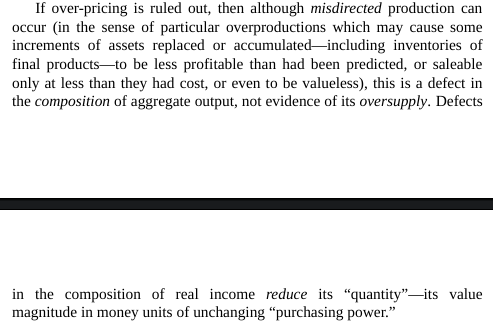 If over-pricing is ruled out, then although misdirected production can
occur (in the sense of particular overproductions which may cause some
increments of assets replaced or accumulated—including inventories of
final products—to be less profitable than had been predicted, or saleable
only at less than they had cost, or even to be valueless), this is a defect in
the composition of aggregate output, not evidence of its oversupply. Defects
in the composition of real income reduce its “quantity”—its value
magnitude in money units of unchanging “purchasing power.”